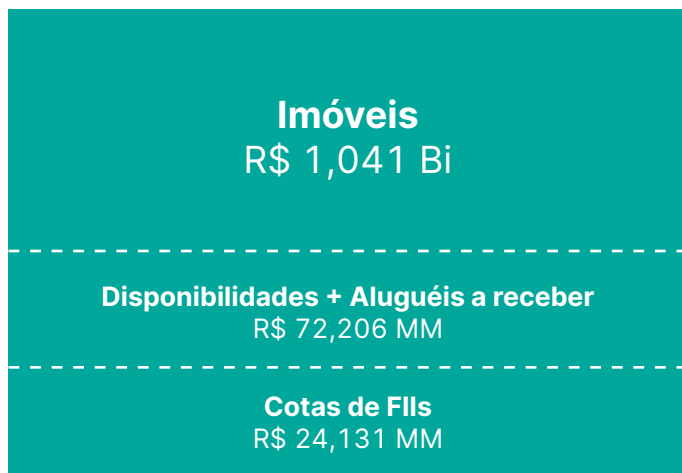 Imóveis
R$ 1,041 Bi
Disponibilidades + Aluguéis a receber
R$ 72,206 MM
Cotas de FIIs
R$ 24,131 MM